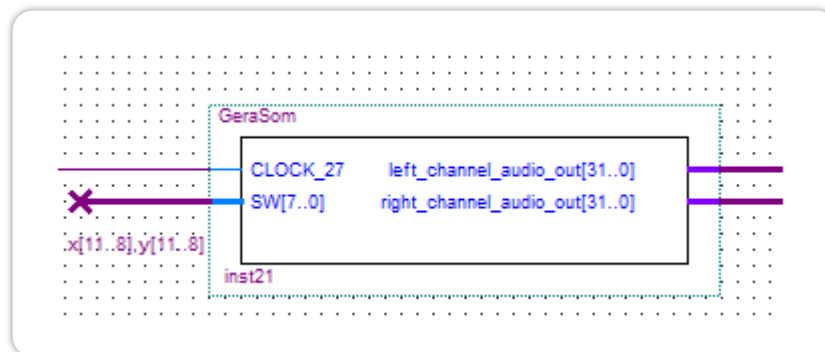 GeraSom
CLOCK_27 left_channel_audio_out[31..0]
SW[7..0] right_channel_audio_out[31..0]
x[11..8],y[11..8]
inst21